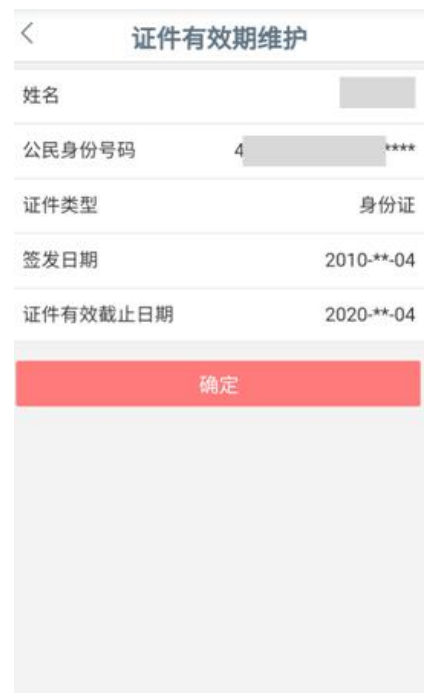 证件有效期维护
姓名
公民身份号码 4 ****
证件类型 身份证
签发日期 2010-**-04
证件有效截止日期 2020-**-04
确定